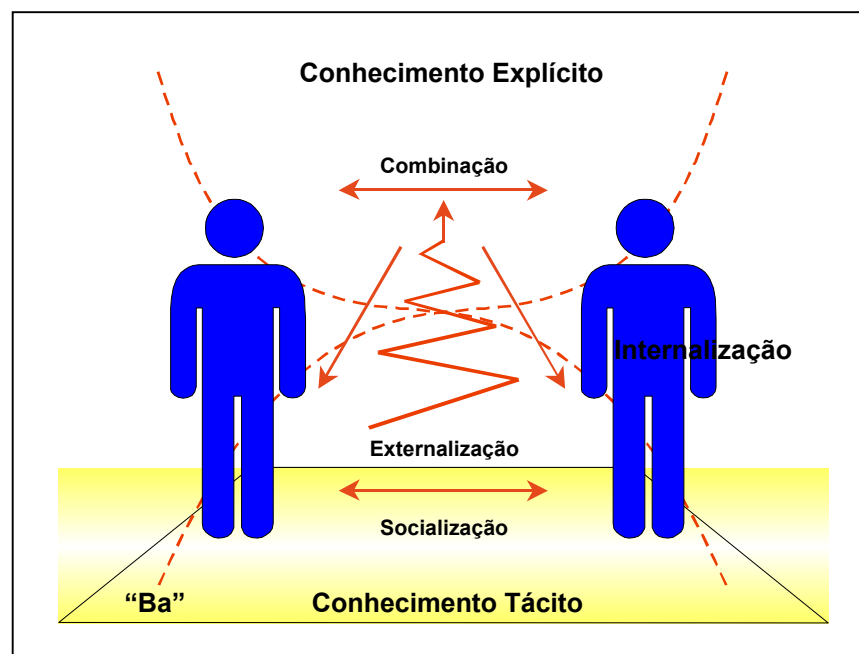 Conhecimento Explícito
Combinação
Internalização
Externalização
Socialização
“Ba”
Conhecimento Tácito